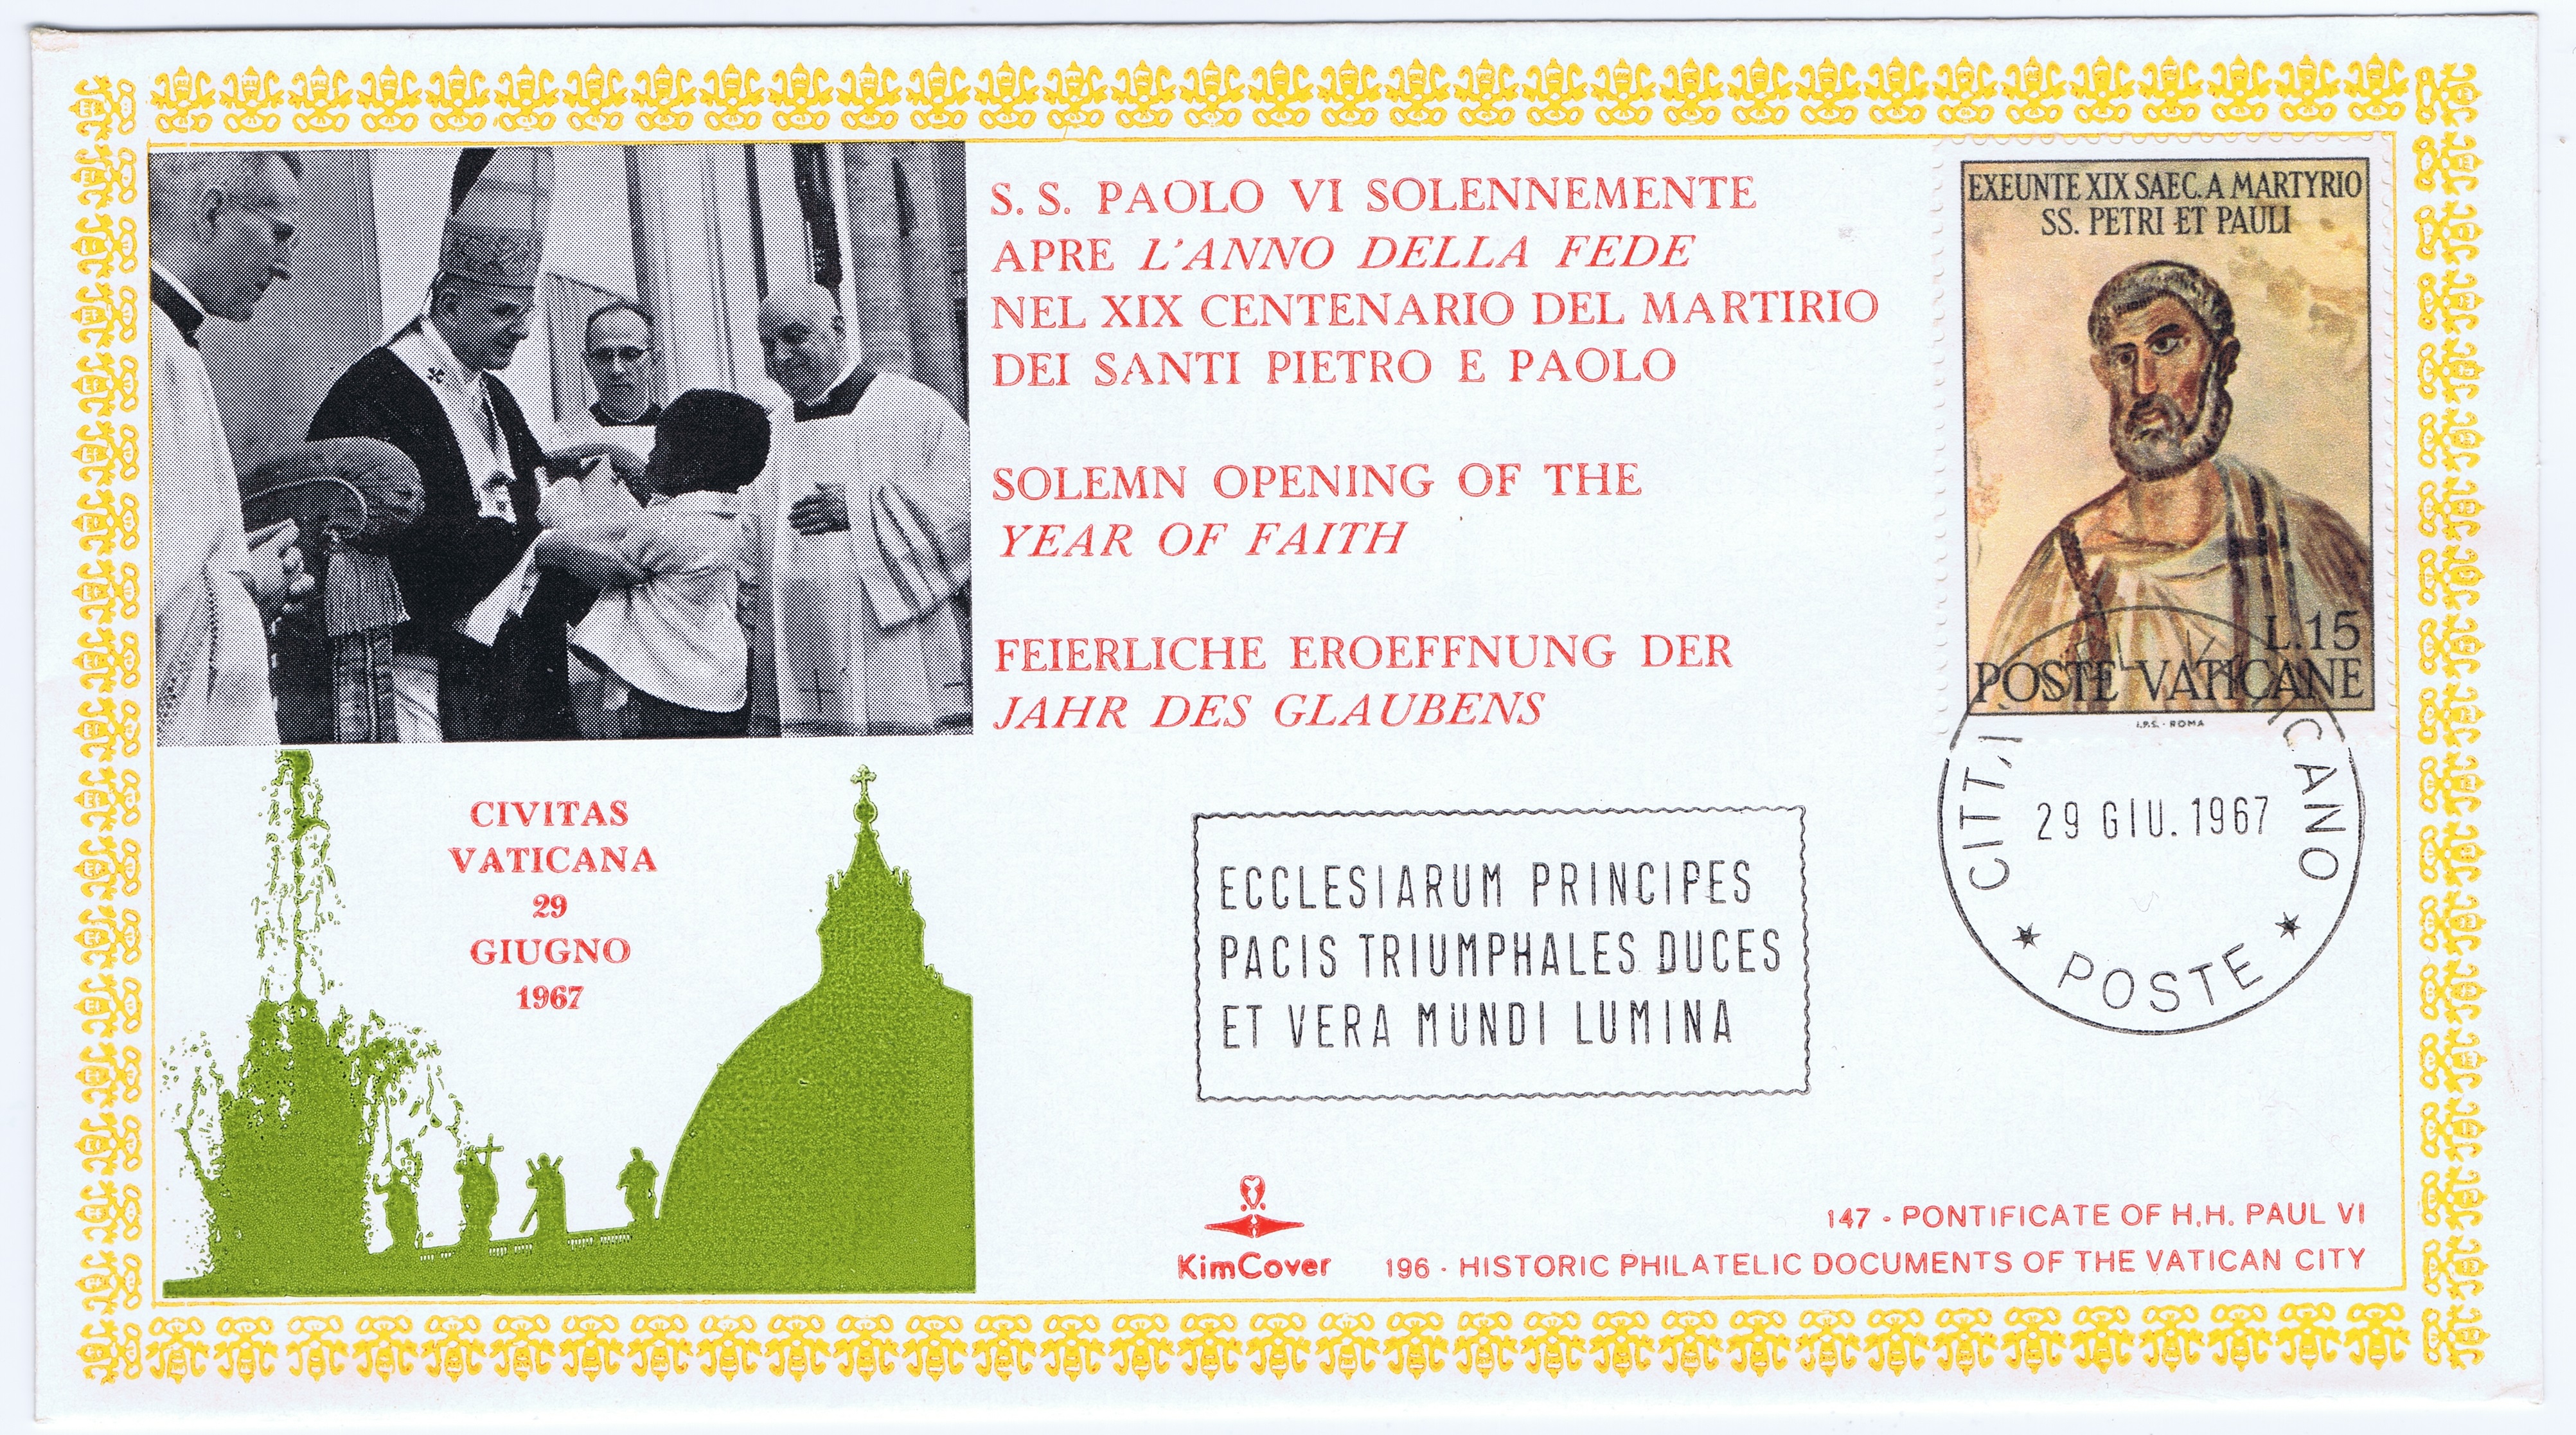 S. S. PAOLO VI SOLENNEMENTE
APRE L'ANNO DELLA FEDE
NEL XIX CENTENARIO DEL MARTIRIO
DEI SANTI PIETRO E PAOLO
SOLEMN OPENING OF THE
YEAR OF FAITH
FEIERLICHE EROEFFNUNG DER
JAHR DES GLAUBENS
EXEUNTE XIX SAEC. A MARTYRIO
SS. PETRI ET PAULI
L.15
POSTE VATICANE
I.P.S. - ROMA
29 GIU. 1967
POSTE
CIVITAS
VATICANA
29
GIUGNO
1967
ECCLESIARUM PRINCIPES
PACIS TRIUMPHALES DUCES
ET VERA MUNDI LUMINA
KimCover
147 - PONTIFICATE OF H.H. PAUL VI
196 - HISTORIC PHILATELIC DOCUMENTS OF THE VATICAN CITY